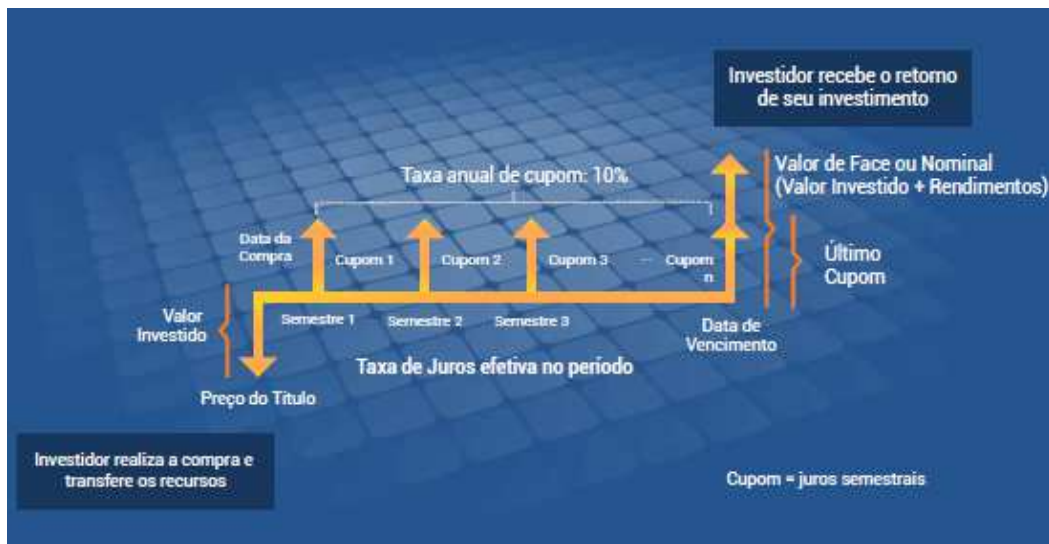 Investidor recebe o retorno
de seu investimento
Taxa anual de cupom: 10%
Valor de Face ou Nominal
(Valor Investido + Rendimentos)
Data da
Compra
Cupom 1
Cupom 2
Cupom 3
...
Cupom
n
Último
Cupom
Valor
Investido
Semestre 1
Semestre 2
Semestre 3
Data de
Vencimento
Taxa de Juros efetiva no período
Preço do Título
Investidor realiza a compra e
transfere os recursos
Cupom = juros semestrais